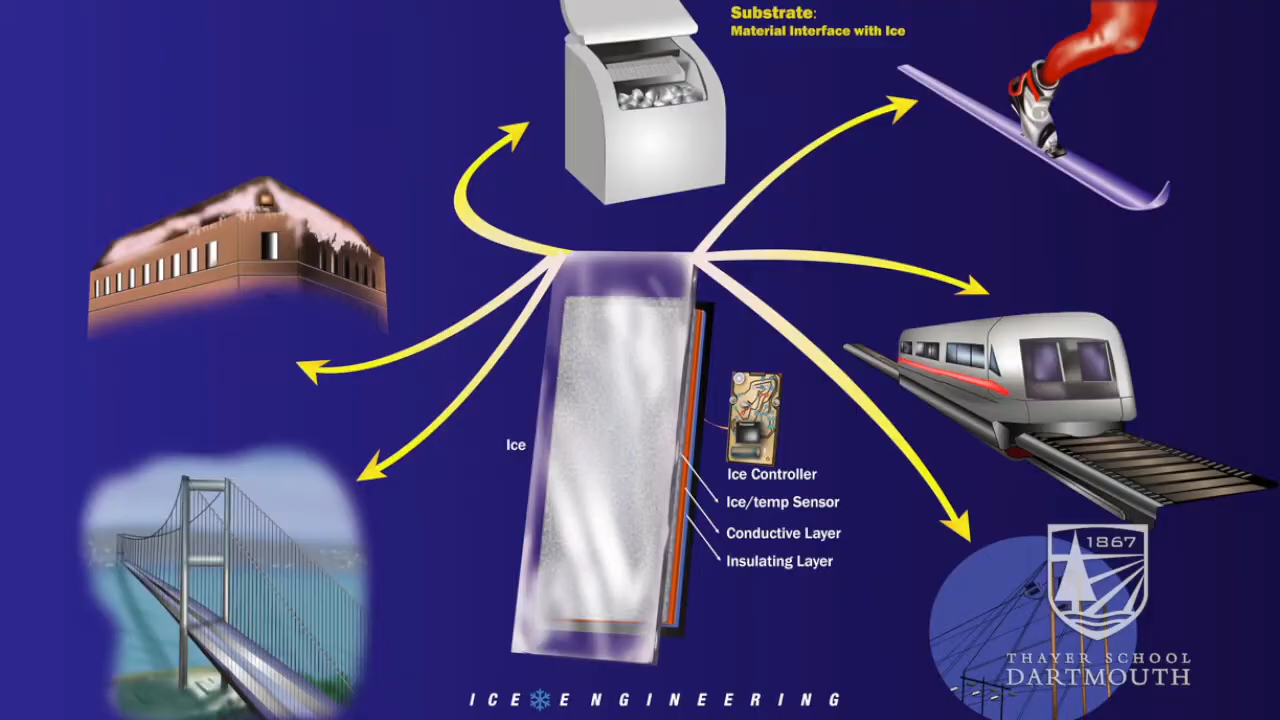 Substrate:
Material Interface with Ice
Ice
Ice Controller
Ice/temp Sensor
Conductive Layer
Insulating Layer
1867
THAYER SCHOOL
DARTMOUTH
ICE ENGINEERING